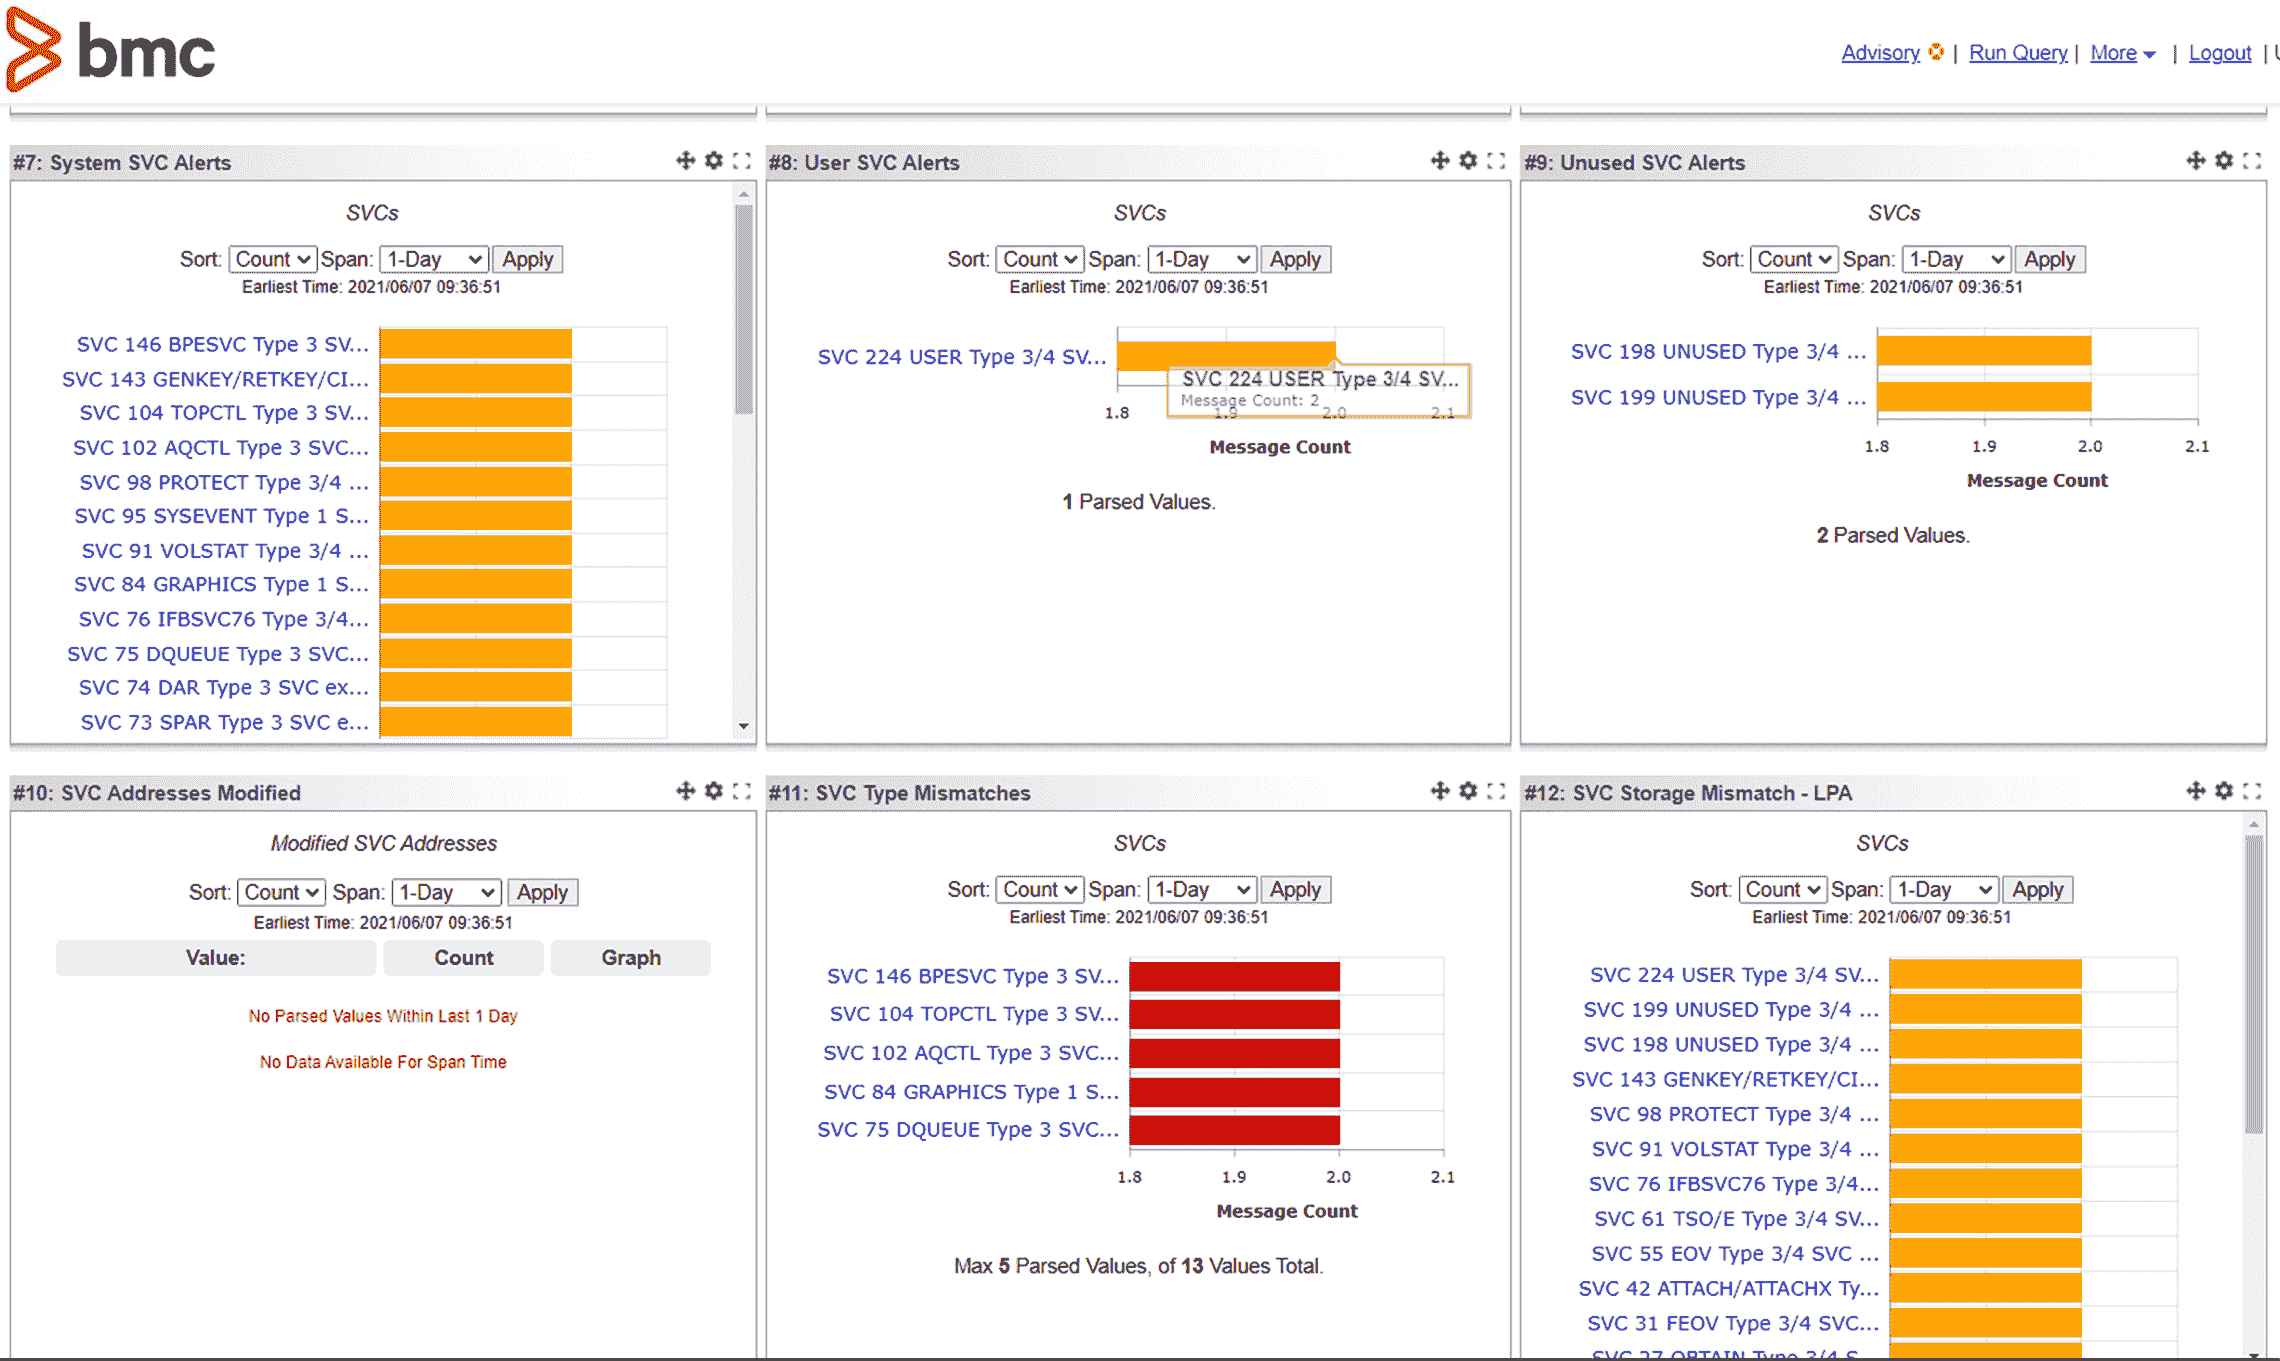 bmc
Advisory | Run Query | More | Logout |
#7: System SVC Alerts
SVCs
Sort: Count Span: 1-Day Apply
Earliest Time: 2021/06/07 09:36:51
SVC 146 BPESVC Type 3 SV...
SVC 143 GENKEY/RETKEY/CI...
SVC 104 TOPCTL Type 3 SV...
SVC 102 AQCTL Type 3 SVC...
SVC 98 PROTECT Type 3/4 ...
SVC 95 SYSEVENT Type 1 S...
SVC 91 VOLSTAT Type 3/4 ...
SVC 84 GRAPHICS Type 1 S...
SVC 76 IFBSVC76 Type 3/4...
SVC 75 DQUEUE Type 3 SVC...
SVC 74 DAR Type 3 SVC ex...
SVC 73 SPAR Type 3 SVC e...
#8: User SVC Alerts
SVCs
Sort: Count Span: 1-Day Apply
Earliest Time: 2021/06/07 09:36:51
SVC 224 USER Type 3/4 SV...
SVC 224 USER Type 3/4 SV...
Message Count: 2
1.8 1.9 2.0 2.1
Message Count
1 Parsed Values.
#9: Unused SVC Alerts
SVCs
Sort: Count Span: 1-Day Apply
Earliest Time: 2021/06/07 09:36:51
SVC 198 UNUSED Type 3/4 ...
SVC 199 UNUSED Type 3/4 ...
1.8 1.9 2.0 2.1
Message Count
2 Parsed Values.
#10: SVC Addresses Modified
Modified SVC Addresses
Sort: Count Span: 1-Day Apply
Earliest Time: 2021/06/07 09:36:51
Value: Count Graph
No Parsed Values Within Last 1 Day
No Data Available For Span Time
#11: SVC Type Mismatches
SVCs
Sort: Count Span: 1-Day Apply
Earliest Time: 2021/06/07 09:36:51
SVC 146 BPESVC Type 3 SV...
SVC 104 TOPCTL Type 3 SV...
SVC 102 AQCTL Type 3 SVC...
SVC 84 GRAPHICS Type 1 S...
SVC 75 DQUEUE Type 3 SVC...
1.8 1.9 2.0 2.1
Message Count
Max 5 Parsed Values, of 13 Values Total.
#12: SVC Storage Mismatch - LPA
SVCs
Sort: Count Span: 1-Day Apply
Earliest Time: 2021/06/07 09:36:51
SVC 224 USER Type 3/4 SV...
SVC 199 UNUSED Type 3/4 ...
SVC 198 UNUSED Type 3/4 ...
SVC 143 GENKEY/RETKEY/CI...
SVC 98 PROTECT Type 3/4 ...
SVC 91 VOLSTAT Type 3/4 ...
SVC 76 IFBSVC76 Type 3/4...
SVC 61 TSO/E Type 3/4 SV...
SVC 55 EOV Type 3/4 SVC ...
SVC 42 ATTACH/ATTACHX Ty...
SVC 31 FEOV Type 3/4 SVC...
SVC 27 OBTAIN Type 3/4 S...